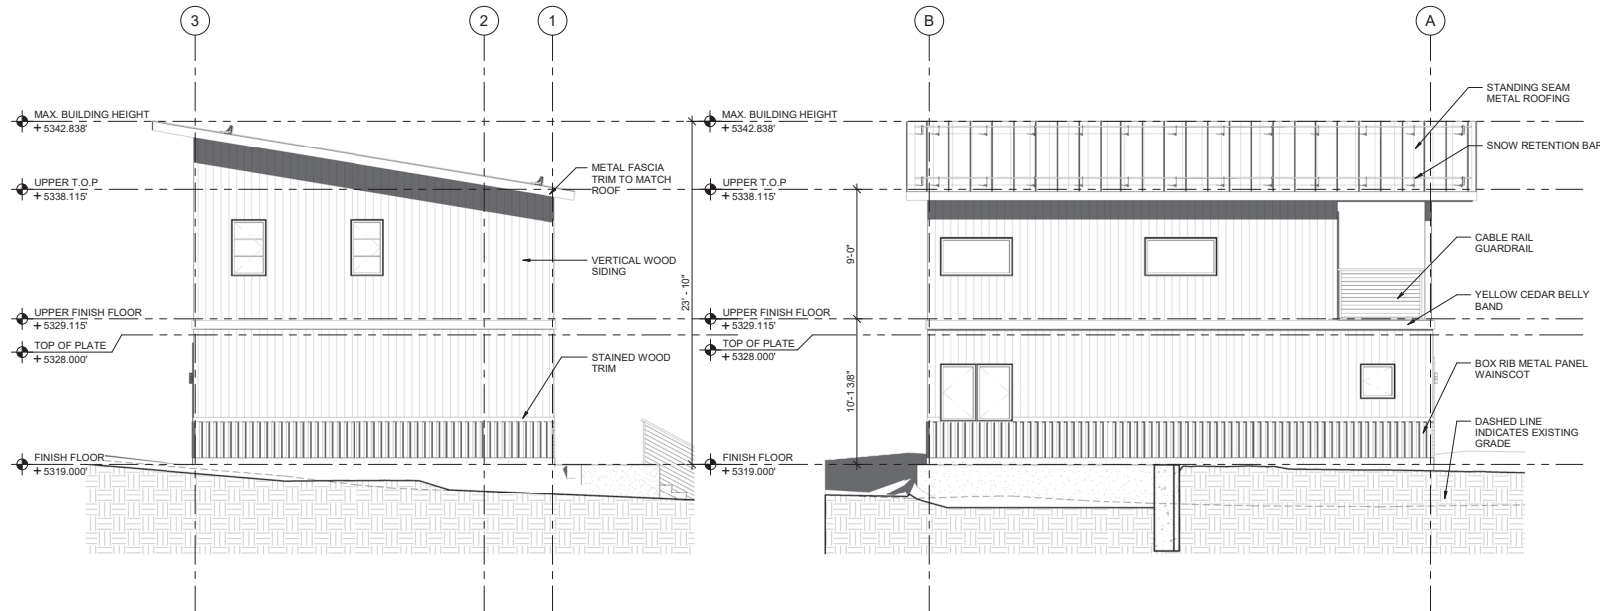 3
2
1
B
A
MAX. BUILDING HEIGHT
+ 5342.838'
UPPER T.O.P
+ 5338.115'
UPPER FINISH FLOOR
+ 5329.115'
TOP OF PLATE
+ 5328.000'
FINISH FLOOR
+ 5319.000'
METAL FASCIA
TRIM TO MATCH
ROOF
VERTICAL WOOD
SIDING
STAINED WOOD
TRIM
23' - 10"
MAX. BUILDING HEIGHT
+ 5342.838'
UPPER T.O.P
+ 5338.115'
UPPER FINISH FLOOR
+ 5329.115'
TOP OF PLATE
+ 5328.000'
FINISH FLOOR
+ 5319.000'
9'-0"
10'-1 3/8"
STANDING SEAM
METAL ROOFING
SNOW RETENTION BAR
CABLE RAIL
GUARDRAIL
YELLOW CEDAR BELLY
BAND
BOX RIB METAL PANEL
WAINSCOT
DASHED LINE
INDICATES EXISTING
GRADE